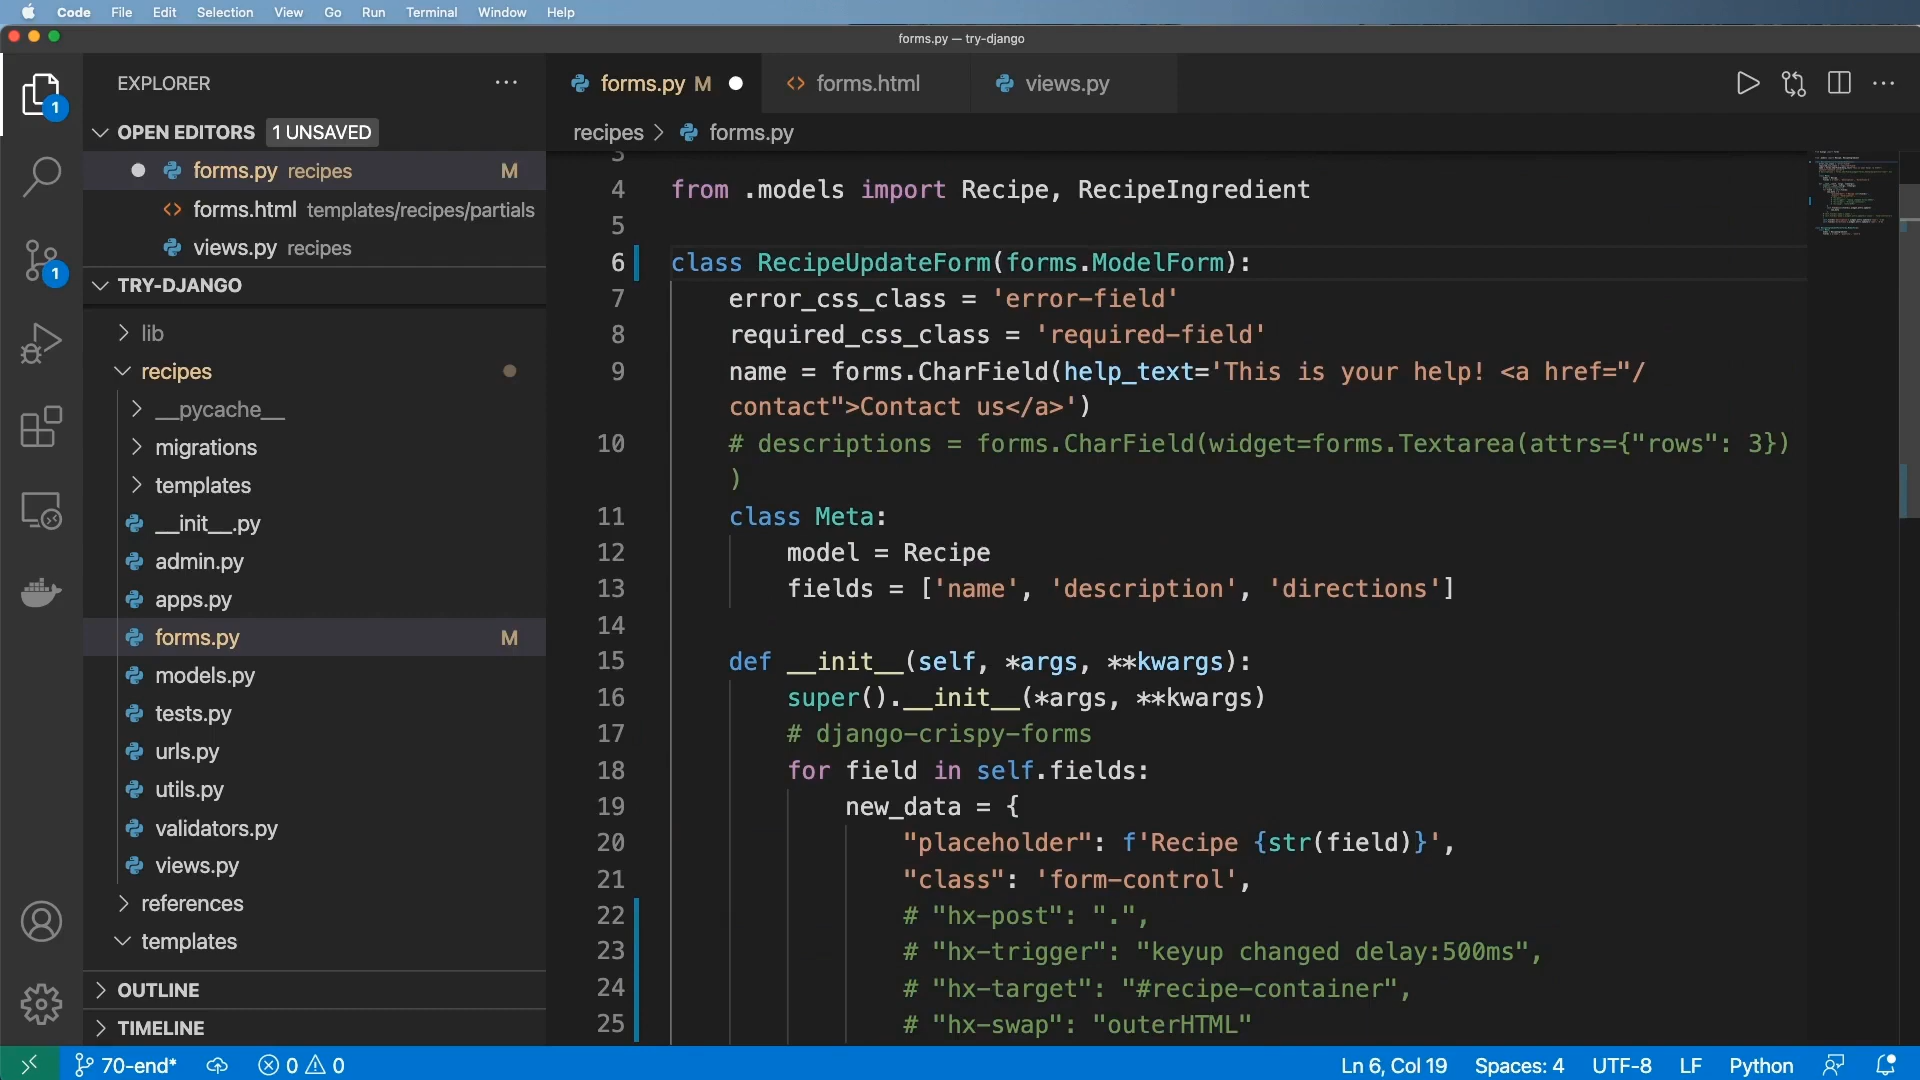 Code File Edit Selection View Go Run Terminal Window Help
forms.py — try-django
EXPLORER
OPEN EDITORS 1 UNSAVED
forms.py recipes M
forms.html templates/recipes/partials
views.py recipes
TRY-DJANGO
lib
recipes
__pycache__
migrations
templates
__init__.py
admin.py
apps.py
forms.py M
models.py
tests.py
urls.py
utils.py
validators.py
views.py
references
templates
OUTLINE
TIMELINE
1
1
forms.py M forms.html views.py
recipes > forms.py
3
4 from .models import Recipe, RecipeIngredient
5
6 class RecipeUpdateForm(forms.ModelForm):
7 error_css_class = 'error-field'
8 required_css_class = 'required-field'
9 name = forms.CharField(help_text='This is your help! <a href="/
contact">Contact us</a>')
10 # descriptions = forms.CharField(widget=forms.Textarea(attrs={"rows": 3})
)
11 class Meta:
12 model = Recipe
13 fields = ['name', 'description', 'directions']
14
15 def __init__(self, *args, **kwargs):
16 super().__init__(*args, **kwargs)
17 # django-crispy-forms
18 for field in self.fields:
19 new_data = {
20 "placeholder": f'Recipe {str(field)}',
21 "class": 'form-control',
22 # "hx-post": ".",
23 # "hx-trigger": "keyup changed delay:500ms",
24 # "hx-target": "#recipe-container",
25 # "hx-swap": "outerHTML"
70-end* 0 0 Ln 6, Col 19 Spaces: 4 UTF-8 LF Python